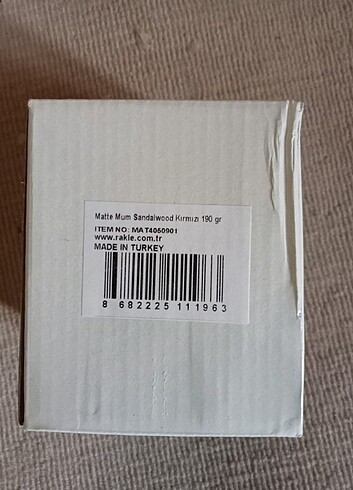 Matte Mum Sandalwood Kırmızı 190 gr
ITEM NO: MAT4050901
www.rakle.com.tr
MADE IN TURKEY
8 682225 111963